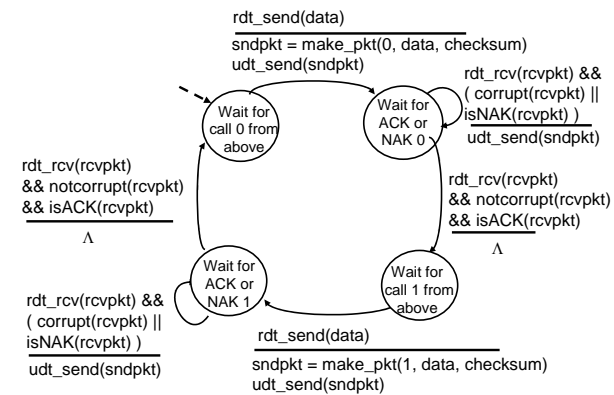 rdt_send(data)
sndpkt = make_pkt(0, data, checksum)
udt_send(sndpkt)
Wait for
call 0 from
above
Wait for
ACK or
NAK 0
rdt_rcv(rcvpkt) &&
( corrupt(rcvpkt) ||
isNAK(rcvpkt) )
udt_send(sndpkt)
rdt_rcv(rcvpkt)
&& notcorrupt(rcvpkt)
&& isACK(rcvpkt)
Λ
rdt_rcv(rcvpkt)
&& notcorrupt(rcvpkt)
&& isACK(rcvpkt)
Λ
Wait for
ACK or
NAK 1
Wait for
call 1 from
above
rdt_rcv(rcvpkt) &&
( corrupt(rcvpkt) ||
isNAK(rcvpkt) )
udt_send(sndpkt)
rdt_send(data)
sndpkt = make_pkt(1, data, checksum)
udt_send(sndpkt)